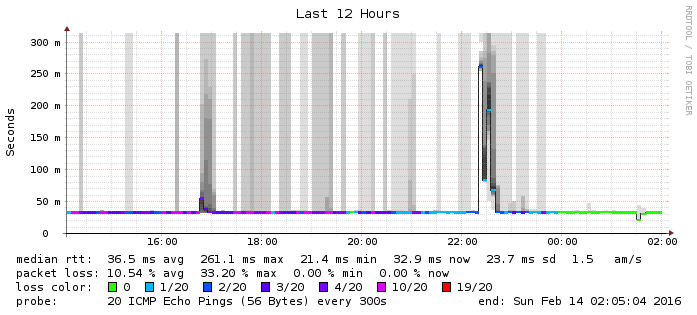 Last 12 Hours
RRDTOOL / TOBI OETIKER
Seconds
300 m
250 m
200 m
150 m
100 m
50 m
0
16:00 18:00 20:00 22:00 00:00 02:00
median rtt: 36.5 ms avg 261.1 ms max 21.4 ms min 32.9 ms now 23.7 ms sd 1.5 am/s
packet loss: 10.54 % avg 33.20 % max 0.00 % min 0.00 % now
loss color: 0 1/20 2/20 3/20 4/20 10/20 19/20
probe: 20 ICMP Echo Pings (56 Bytes) every 300s end: Sun Feb 14 02:05:04 2016